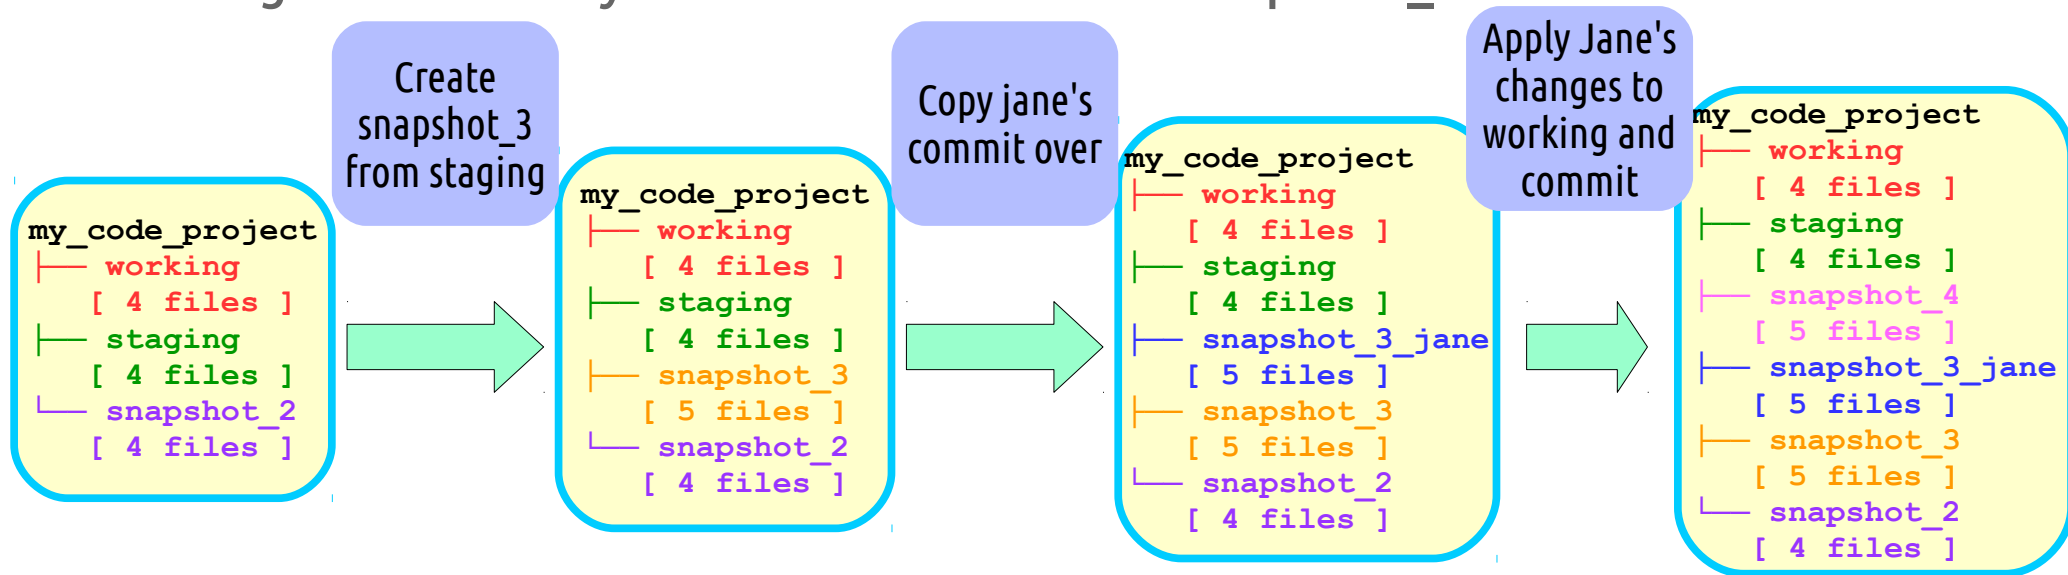 Create
snapshot_3
from staging
Copy jane's
commit over
Apply Jane's
changes to
working and
commit
my_code_project
├── working
[ 4 files ]
├── staging
[ 4 files ]
└── snapshot_2
[ 4 files ]
my_code_project
├── working
[ 4 files ]
├── staging
[ 4 files ]
├── snapshot_3
[ 5 files ]
└── snapshot_2
[ 4 files ]
my_code_project
├── working
[ 4 files ]
├── staging
[ 4 files ]
├── snapshot_3_jane
[ 5 files ]
├── snapshot_3
[ 5 files ]
└── snapshot_2
[ 4 files ]
my_code_project
├── working
[ 4 files ]
├── staging
[ 4 files ]
├── snapshot_4
[ 5 files ]
├── snapshot_3_jane
[ 5 files ]
├── snapshot_3
[ 5 files ]
└── snapshot_2
[ 4 files ]